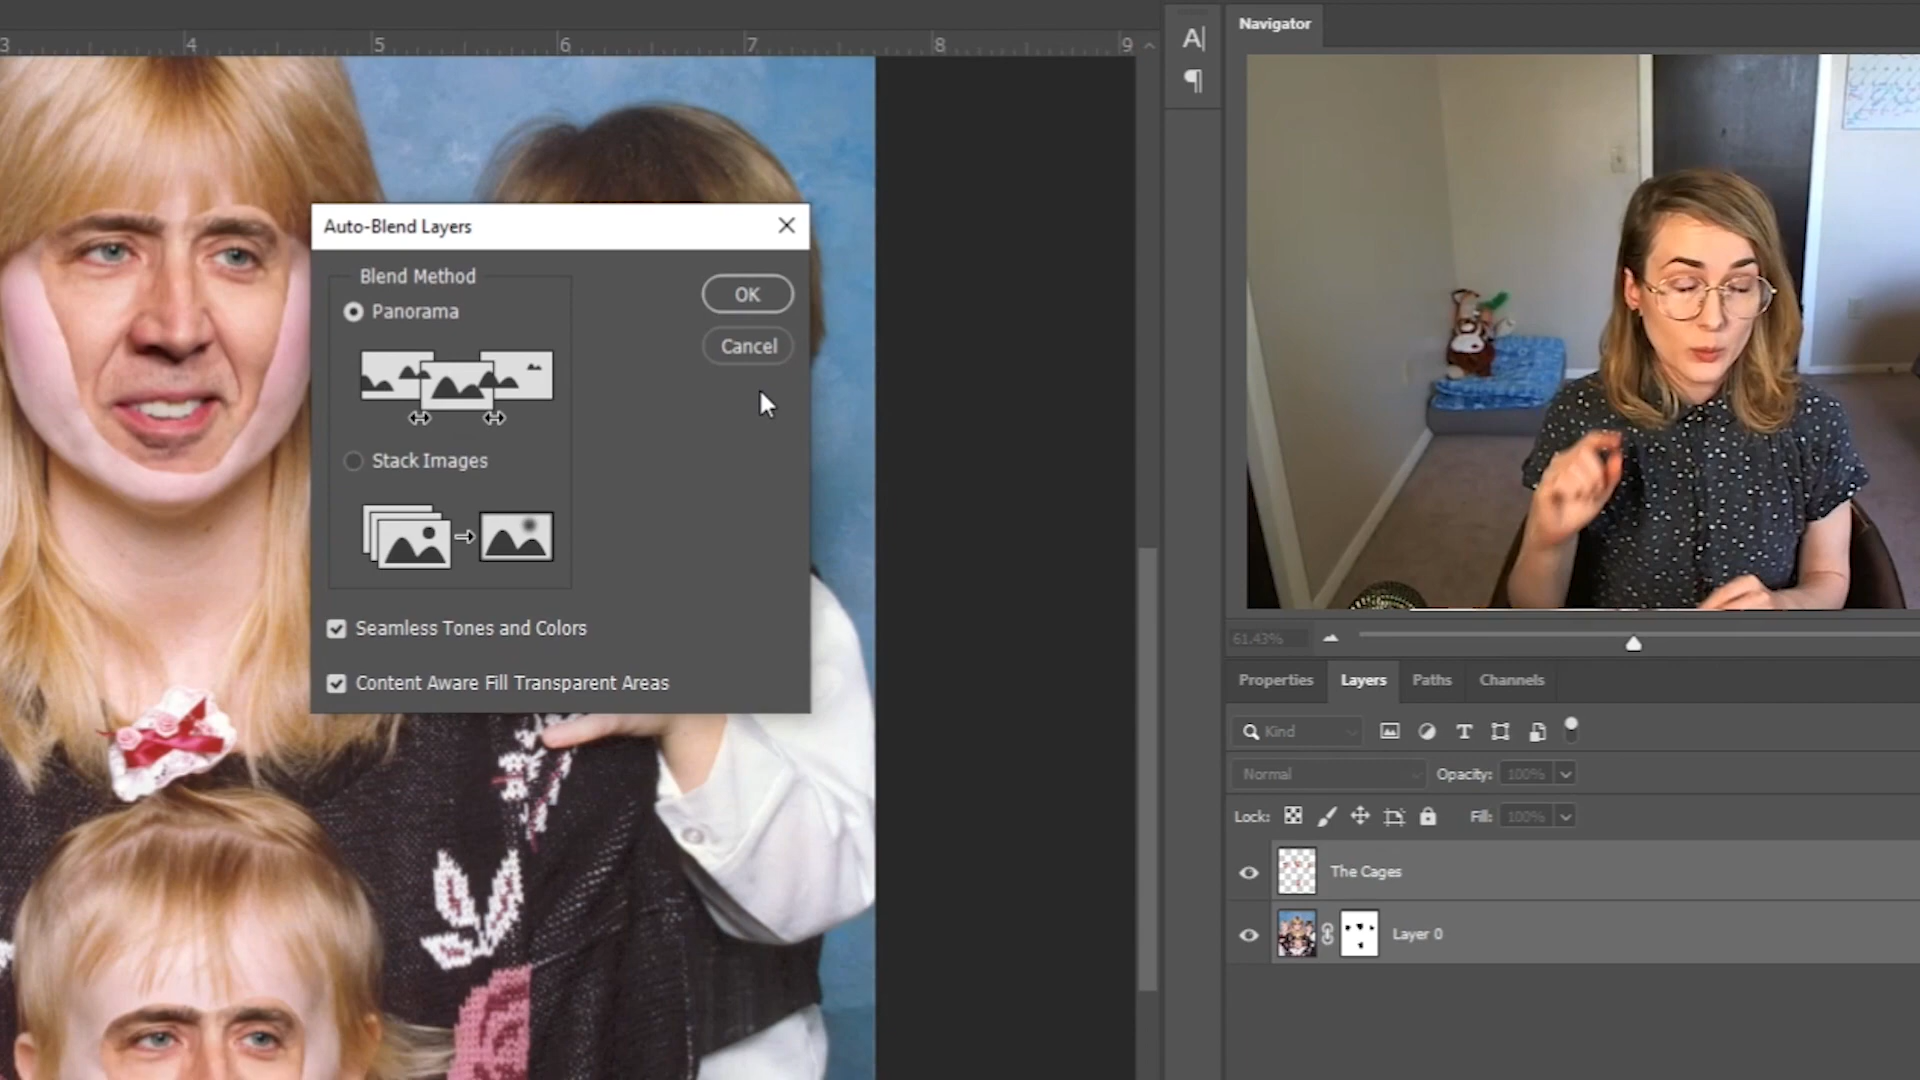 3 4 5 6 7 8 9
A
Navigator
Auto-Blend Layers
Blend Method
Panorama
OK
Cancel
Stack Images
Seamless Tones and Colors
Content Aware Fill Transparent Areas
61.43%
Properties Layers Paths Channels
Kind
Normal Opacity: 100%
Lock: Fill: 100%
The Cages
Layer 0